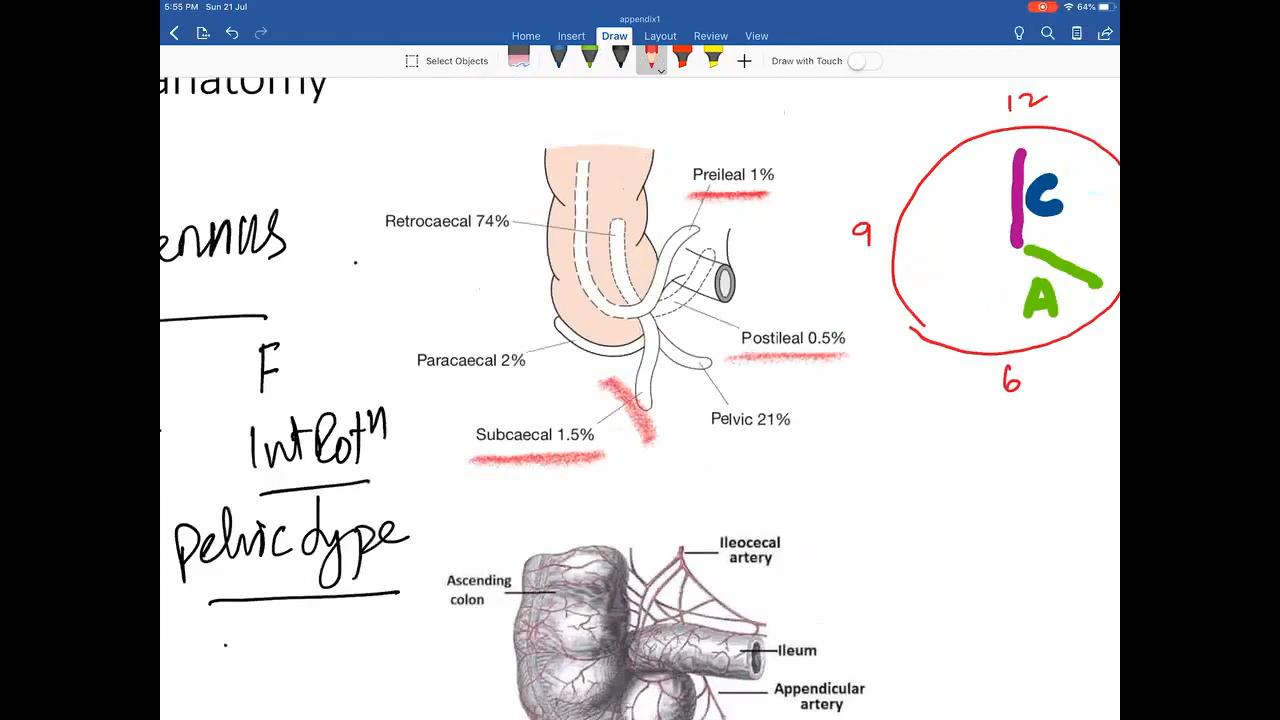 5:55 PM Sun 21 Jul
64%
appendix1
Home Insert Draw Layout Review View
Select Objects
Draw with Touch
anatomy
12
Preileal 1%
C
Retrocaecal 74%
9
A
Postileal 0.5%
Paracaecal 2%
F
6
Pelvic 21%
Subcaecal 1.5%
Int Rotⁿ
Pelvic type
Ileocecal
artery
Ascending
colon
Ileum
Appendicular
artery